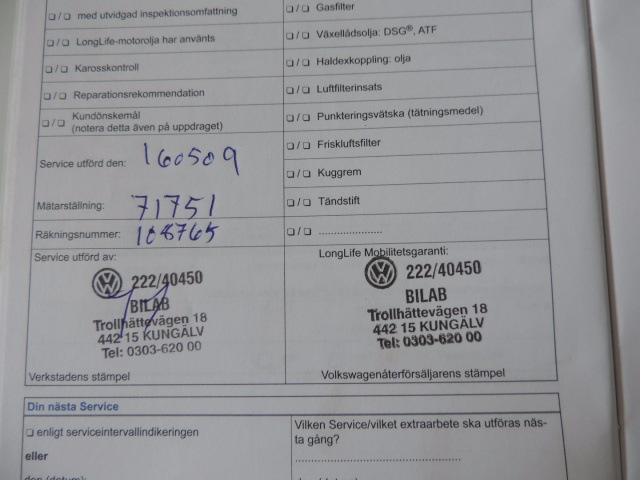 ❏ / ❏ med utvidgad inspektionsomfattning
❏ / ❏ LongLife-motorolja har använts
❏ / ❏ Karosskontroll
❏ / ❏ Reparationsrekommendation
❏ / ❏ Kundönskemål
(notera detta även på uppdraget)
Service utförd den: 160509
Mätarställning: 71751
Räkningsnummer: 108765
Service utförd av:
222/40450
BILAB
Trollhättevägen 18
442 15 KUNGÄLV
Tel: 0303-620 00
Verkstadens stämpel
❏ / ❏ Gasfilter
❏ / ❏ Växellådsolja: DSG®, ATF
❏ / ❏ Haldexkoppling: olja
❏ / ❏ Luftfilterinsats
❏ / ❏ Punkteringsvätska (tätningsmedel)
❏ / ❏ Friskluftsfilter
❏ / ❏ Kuggrem
❏ / ❏ Tändstift
❏ / ❏ .....................
LongLife Mobilitetsgaranti:
222/40450
BILAB
Trollhättevägen 18
442 15 KUNGÄLV
Tel: 0303-620 00
Volkswagenåterförsäljarens stämpel
Din nästa Service
❏ enligt serviceintervallindikeringen
eller
den (datum):
Vilken Service/vilket extraarbete ska utföras näs-
ta gång?